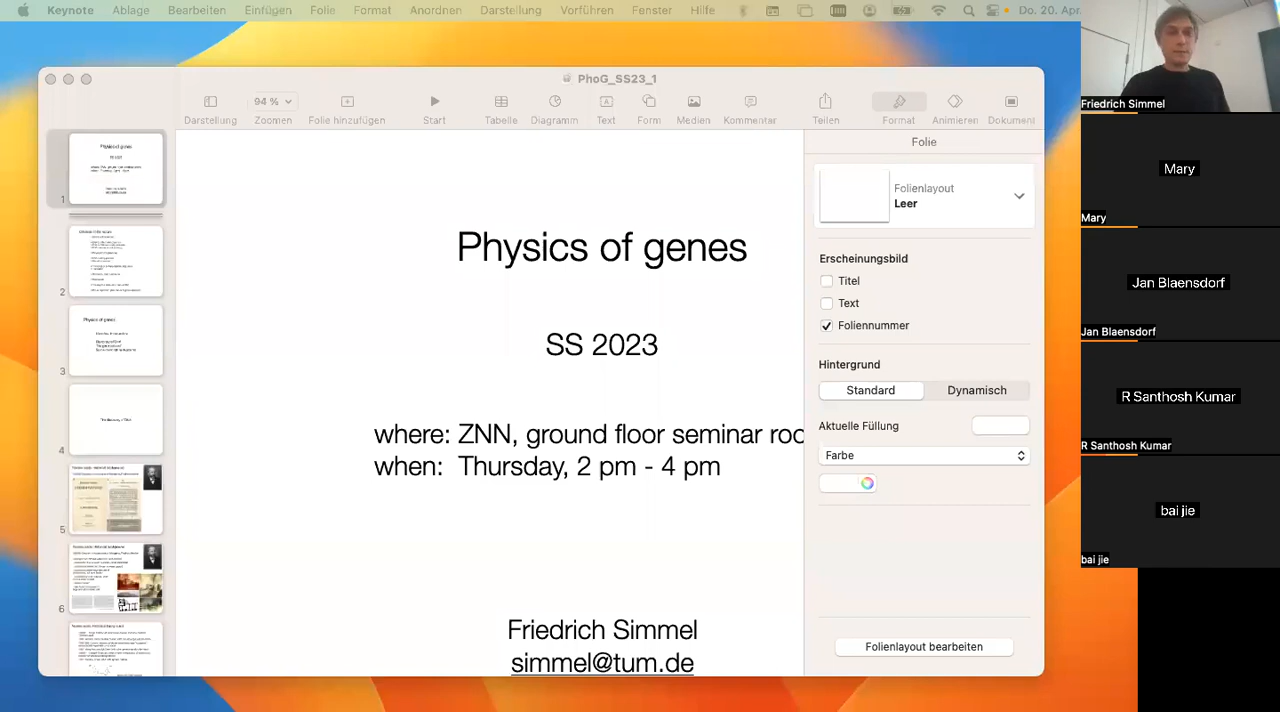 Keynote Ablage Bearbeiten Einfügen Folie Format Anordnen Darstellung Vorführen Fenster Hilfe Do. 20. Apr.
PhoG_SS23_1
94 %
Darstellung Zoomen Folie hinzufügen Start Tabelle Diagramm Text Form Medien Kommentar Teilen Format Animieren Dokument
Folie
Folienlayout
Leer
Erscheinungsbild
Titel
Text
Foliennummer
Hintergrund
Standard Dynamisch
Aktuelle Füllung
Farbe
Folienlayout bearbeiten
1
2
3
4
5
6
Physics of genes
SS 2023
where: ZNN, ground floor seminar roo
when: Thursday, 2 pm - 4 pm
Friedrich Simmel
simmel@tum.de
Friedrich Simmel
Mary
Mary
Jan Blaensdorf
Jan Blaensdorf
R Santhosh Kumar
R Santhosh Kumar
bai jie
bai jie